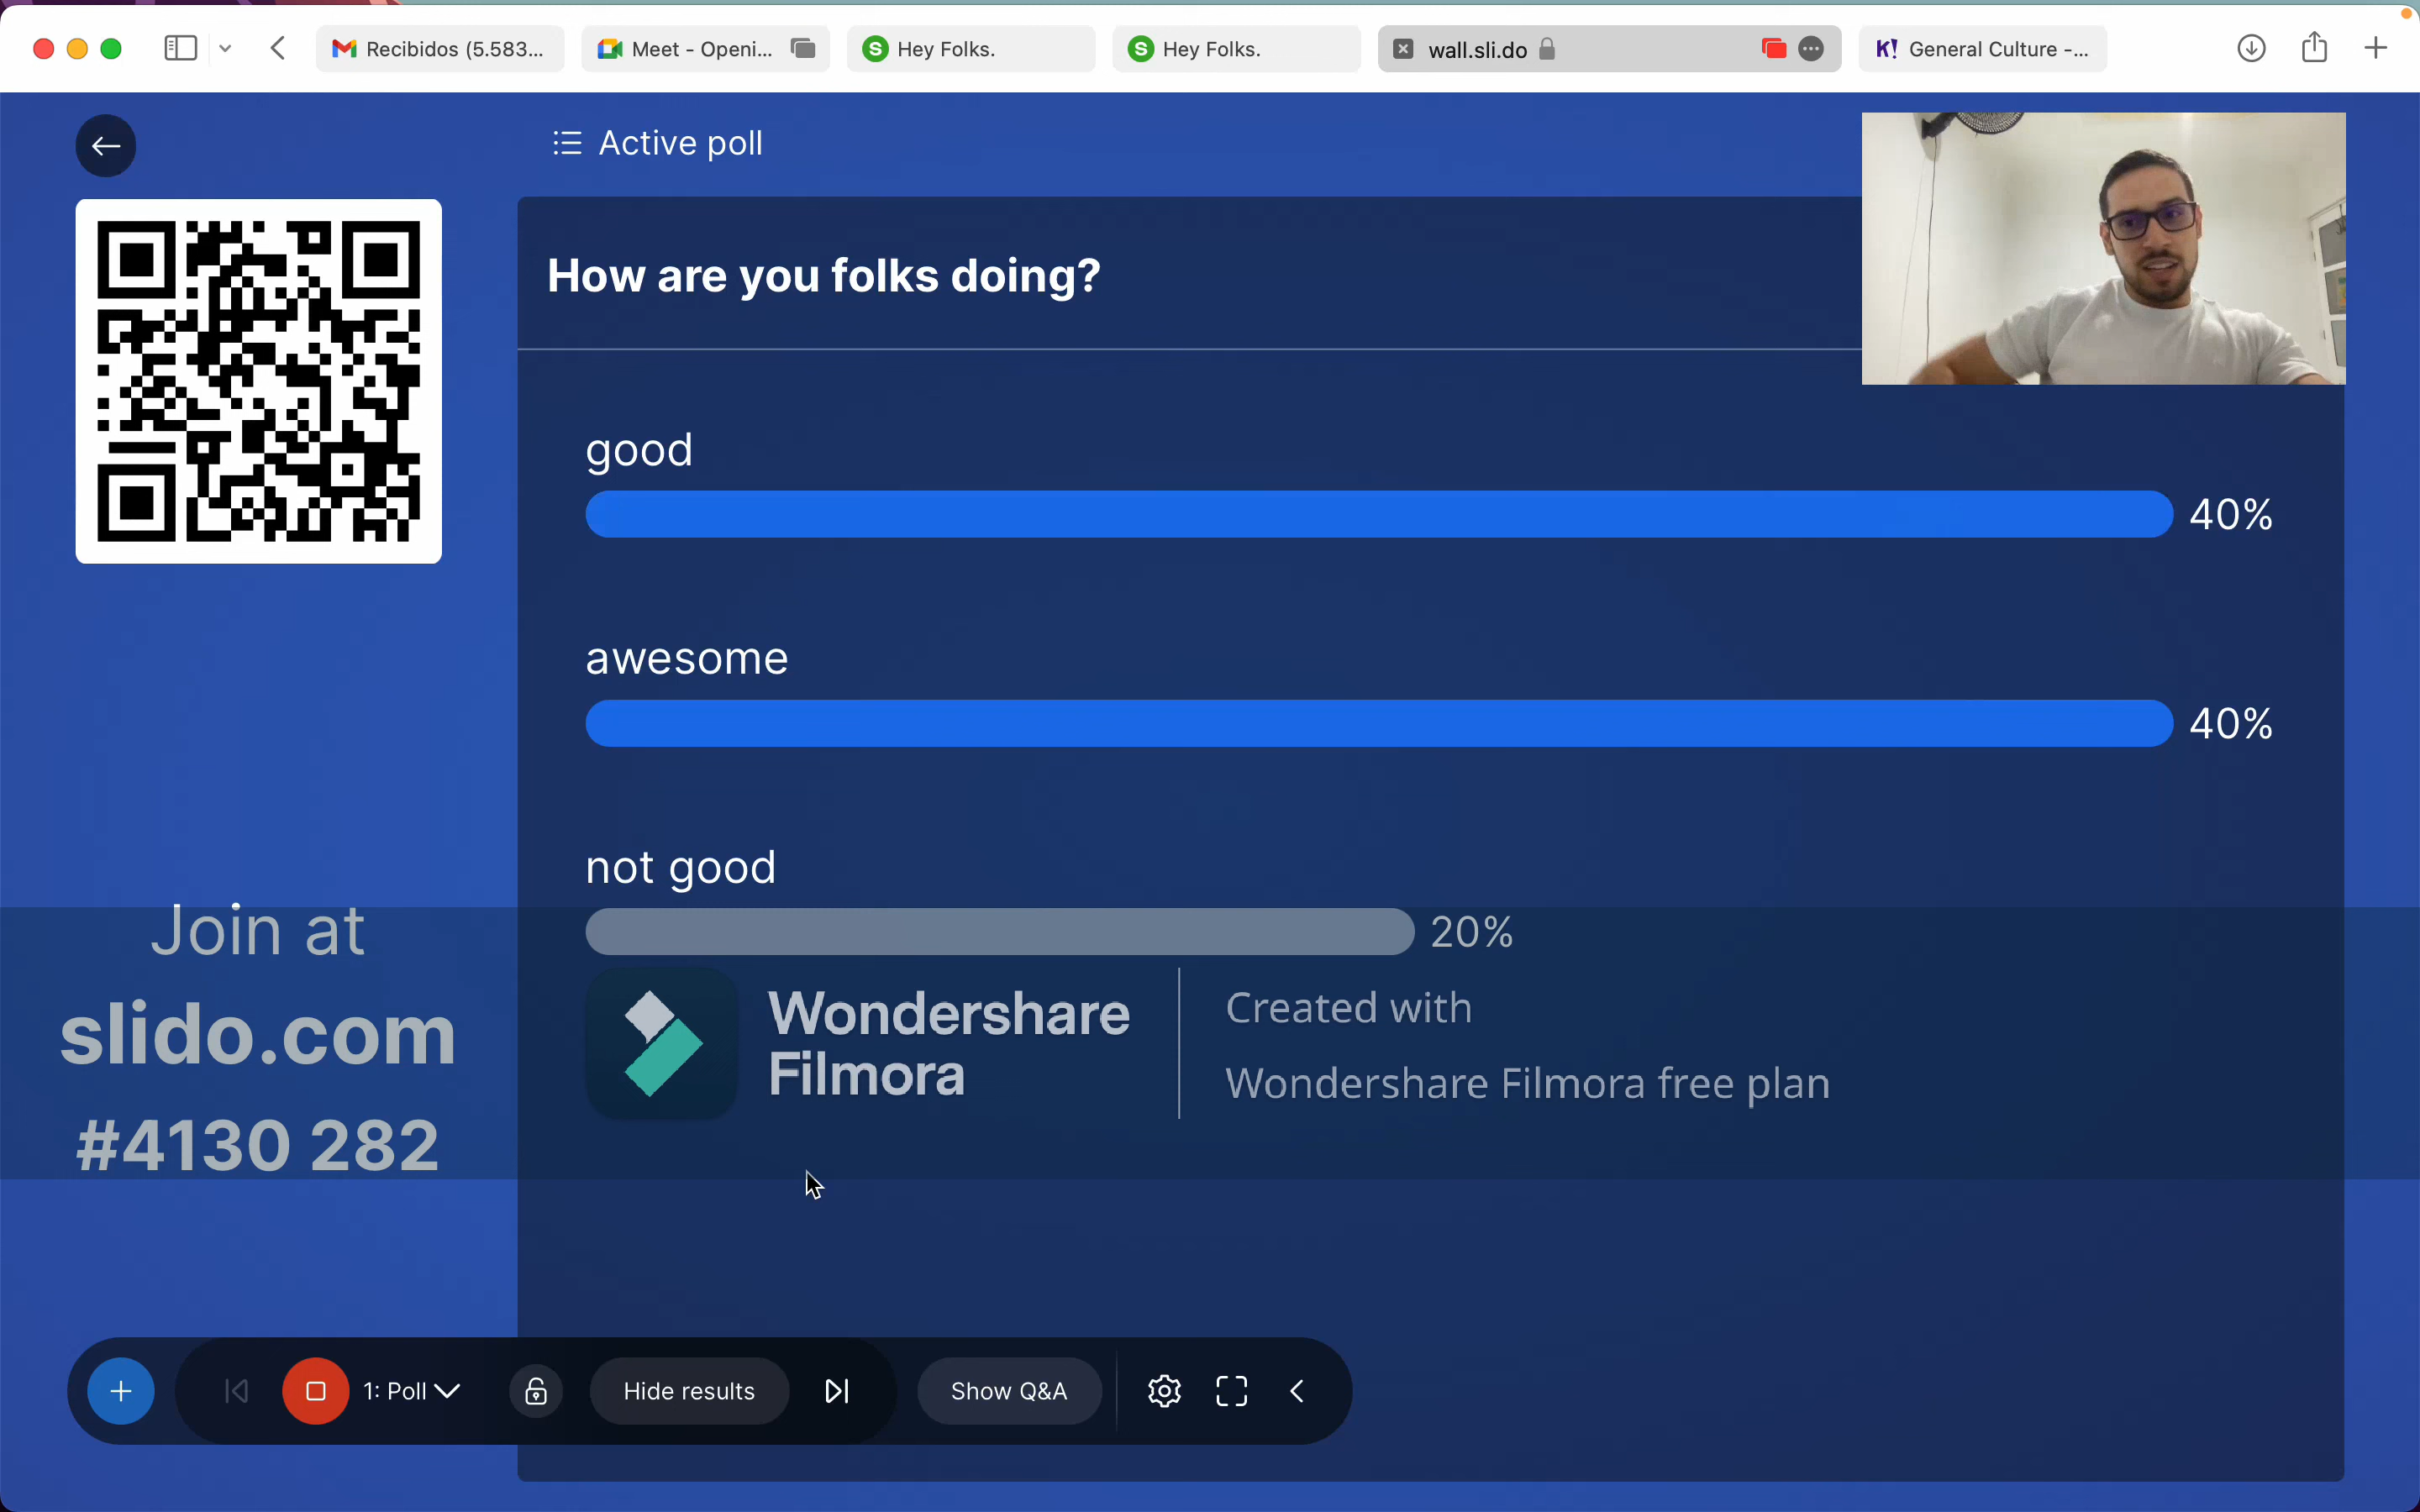 Recibidos (5.583...
Meet - Openi...
Hey Folks.
Hey Folks.
wall.sli.do
K! General Culture -...
Active poll
How are you folks doing?
good
40%
awesome
40%
not good
20%
Join at
slido.com
#4130 282
Wondershare
Filmora
Created with
Wondershare Filmora free plan
1: Poll
Hide results
Show Q&A